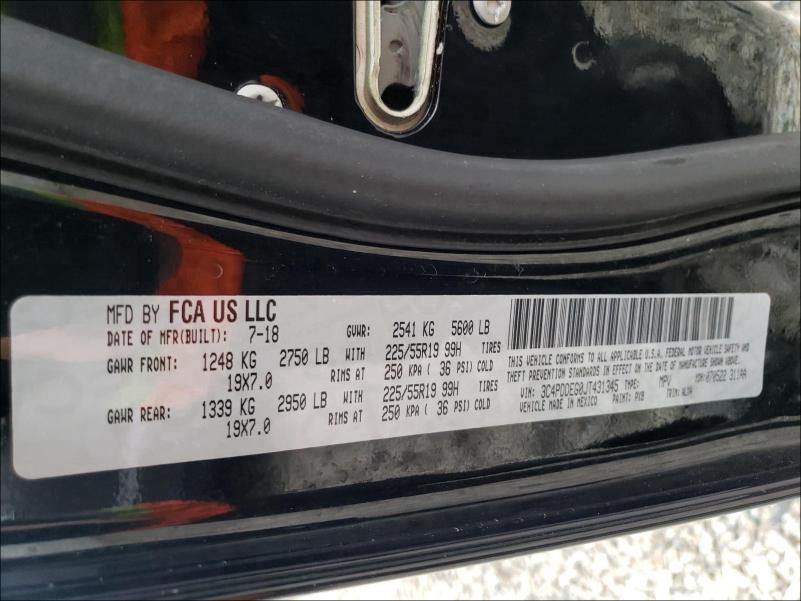 MFD BY FCA US LLC
DATE OF MFR(BUILT): 7-18 GVWR: 2541 KG 5600 LB
GAWR FRONT: 1248 KG 2750 LB WITH 225/55R19 99H TIRES
19X7.0 RIMS AT 250 KPA ( 36 PSI) COLD
GAWR REAR: 1339 KG 2950 LB WITH 225/55R19 99H TIRES
19X7.0 RIMS AT 250 KPA ( 36 PSI) COLD
THIS VEHICLE CONFORMS TO ALL APPLICABLE U.S.A. FEDERAL MOTOR VEHICLE SAFETY AND
THEFT PREVENTION STANDARDS IN EFFECT ON THE DATE OF MANUFACTURE SHOWN ABOVE.
VIN: 3C4PDDEG0JT431345 TYPE: MPV MDH: 070522 311AA
VEHICLE MADE IN MEXICO PAINT: PXB TRIM: